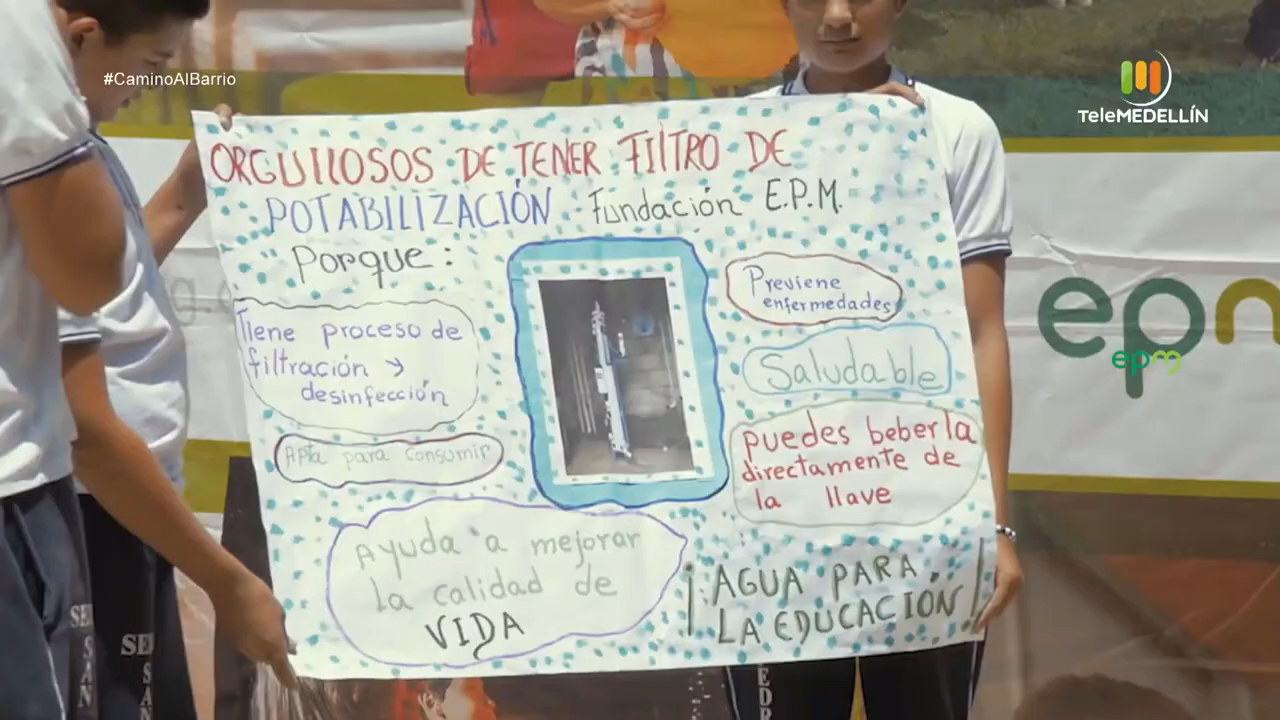 #CaminoAlBarrio
TeleMEDELLÍN
ORGULLOSOS DE TENER FILTRO DE
POTABILIZACIÓN Fundación E.P.M.
Porque:
Tiene proceso de
filtración →
desinfección
Apta para consumir
Ayuda a mejorar
la calidad de
VIDA
Previene
enfermedades
Saludable
puedes beberla
directamente de
la llave
¡AGUA PARA
LA EDUCACIÓN!
epm
epm
SAN
SAN